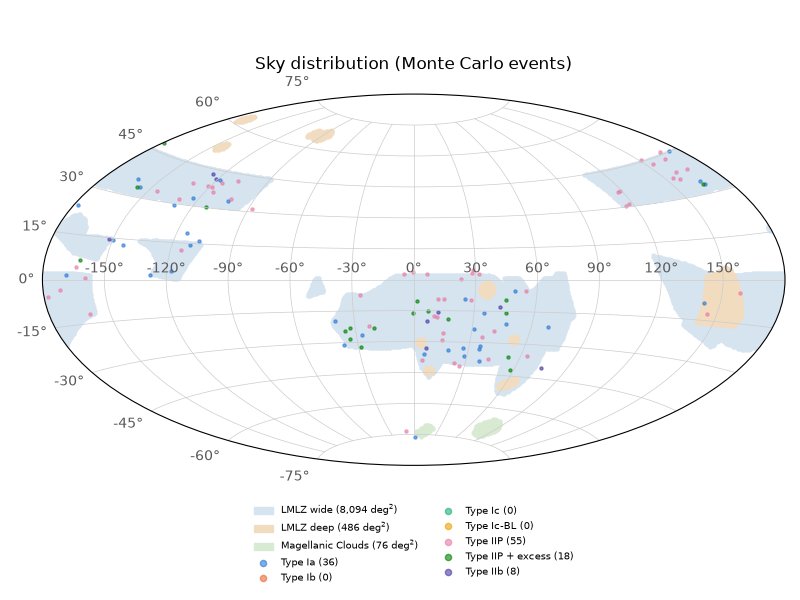 Sky distribution (Monte Carlo events)
75°
60°
45°
30°
15°
0°
-150° -120° -90° -60° -30° 0° 30° 60° 90° 120° 150°
-15°
-30°
-45°
-60°
-75°
LMLZ wide (8,094 deg²)
LMLZ deep (486 deg²)
Magellanic Clouds (76 deg²)
Type Ia (36)
Type Ib (0)
Type Ic (0)
Type Ic-BL (0)
Type IIP (55)
Type IIP + excess (18)
Type IIb (8)